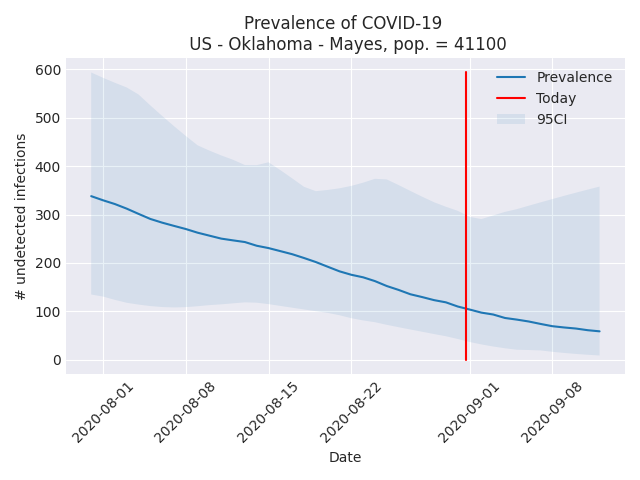 Prevalence of COVID-19
US - Oklahoma - Mayes, pop. = 41100
600
500
400
300
200
100
0
# undetected infections
Prevalence
Today
95CI
2020-08-01
2020-08-08
2020-08-15
2020-08-22
2020-09-01
2020-09-08
Date